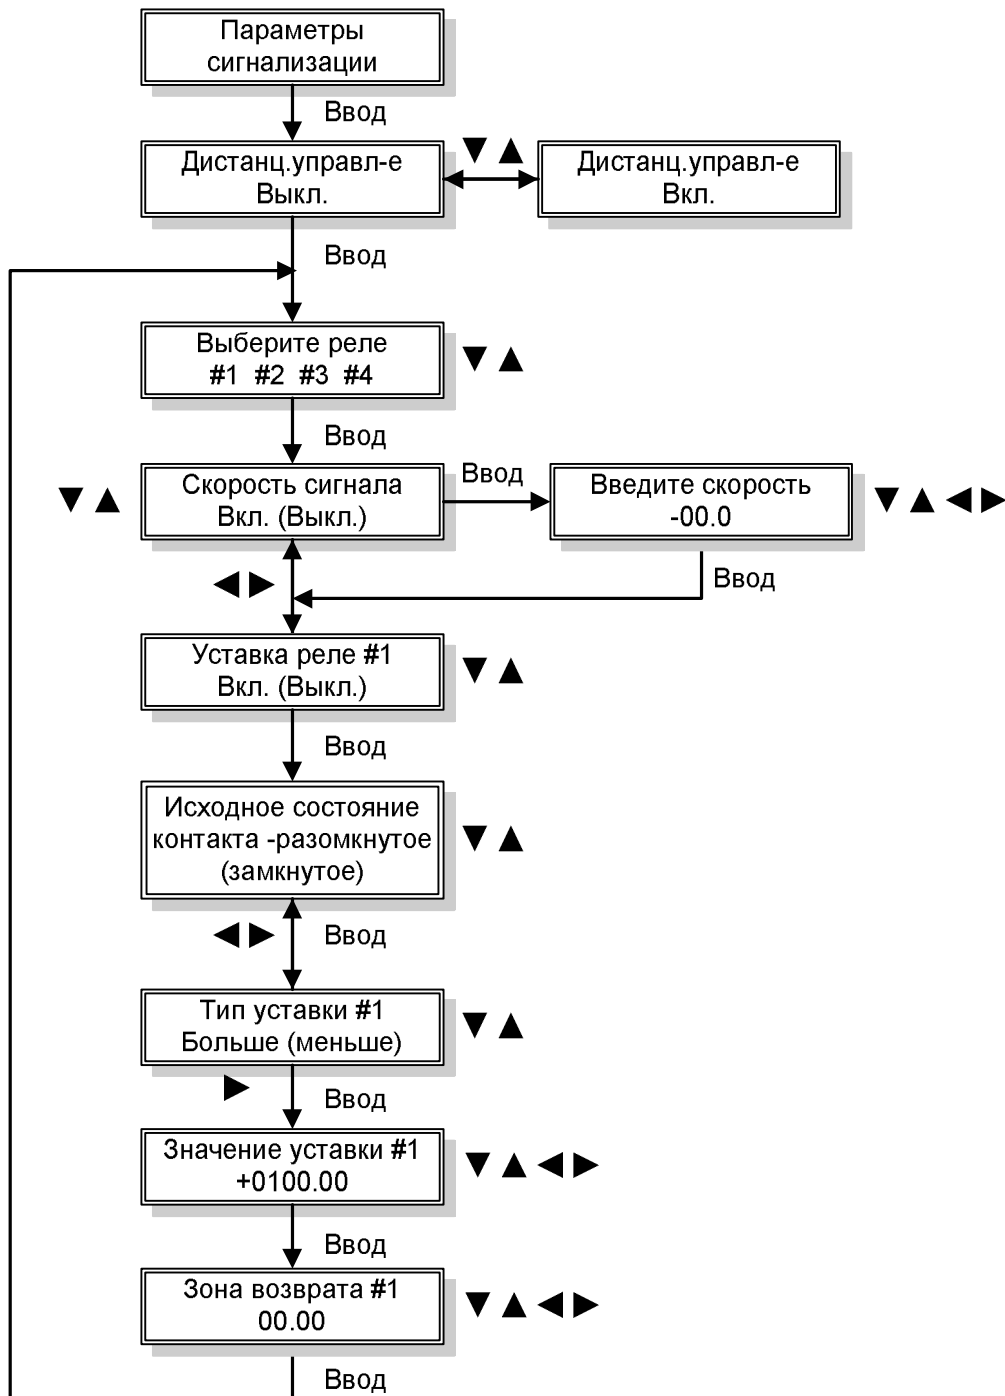 Параметры
сигнализации
Ввод
Дистанц.управл-е
Выкл.
Дистанц.управл-е
Вкл.
Ввод
Выберите реле
#1 #2 #3 #4
Ввод
Скорость сигнала
Вкл. (Выкл.)
Ввод
Введите скорость
-00.0
Ввод
Уставка реле #1
Вкл. (Выкл.)
Ввод
Исходное состояние
контакта -разомкнутое
(замкнутое)
Ввод
Тип уставки #1
Больше (меньше)
Ввод
Значение уставки #1
+0100.00
Ввод
Зона возврата #1
00.00
Ввод